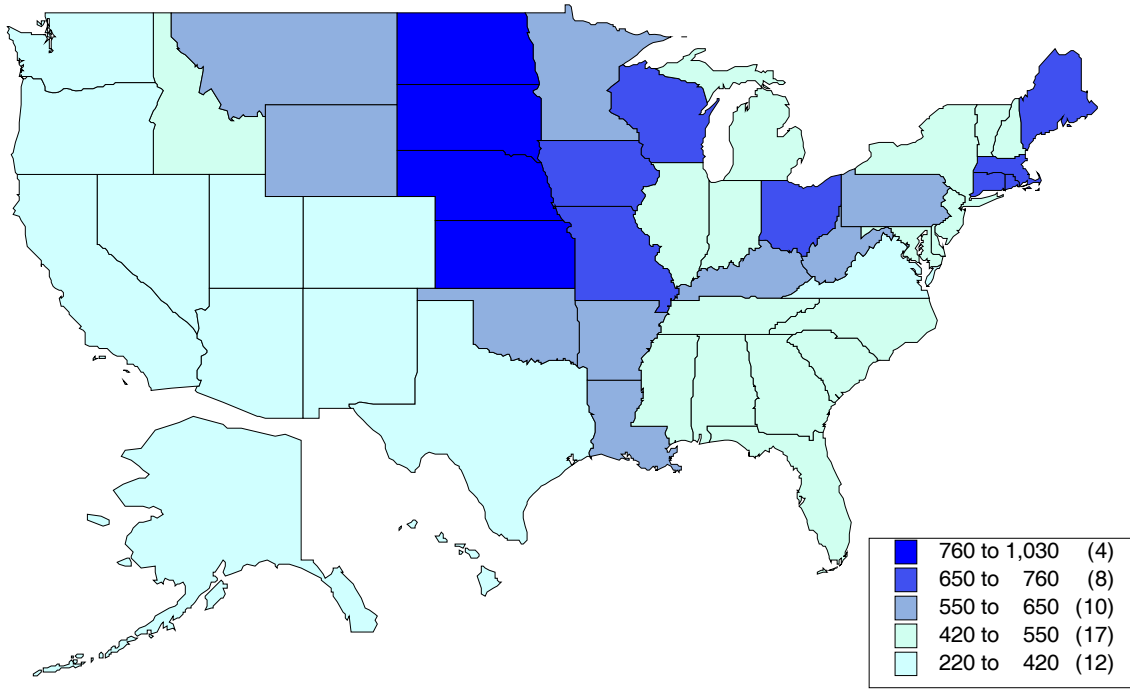 760 to 1,030 (4)
650 to 760 (8)
550 to 650 (10)
420 to 550 (17)
220 to 420 (12)